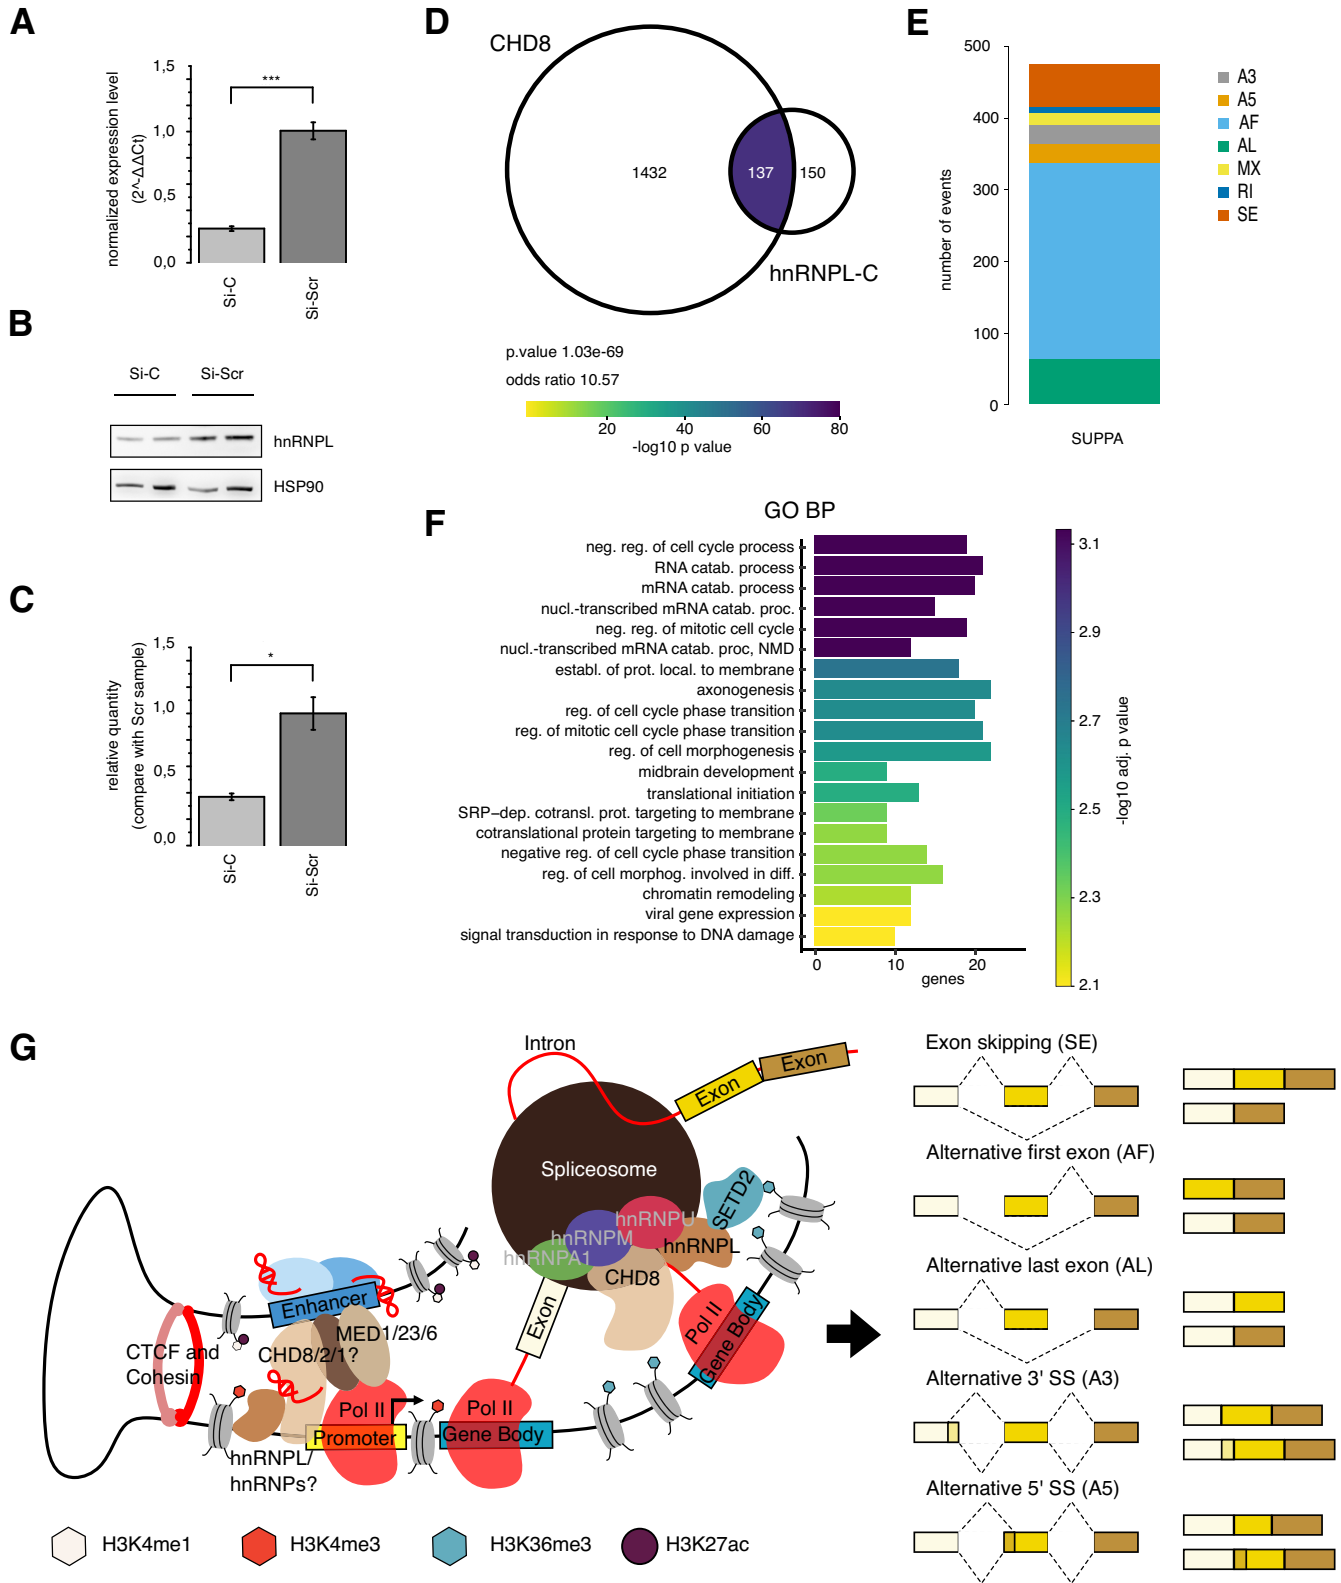 A
normalized expression level
(2^-ΔΔCt)
1,5
1,0
0,5
0,0
***
Si-C
Si-Scr
B
Si-C
Si-Scr
hnRNPL
HSP90
C
relative quantity
(compare with Scr sample)
1,5
1,0
0,5
0,0
*
Si-C
Si-Scr
D
CHD8
1432
137
150
hnRNPL-C
p.value 1.03e-69
odds ratio 10.57
20
40
60
80
-log10 p value
E
number of events
500
400
300
200
100
0
SUPPA
A3
A5
AF
AL
MX
RI
SE
F
GO BP
neg. reg. of cell cycle process
RNA catab. process
mRNA catab. process
nucl.-transcribed mRNA catab. proc.
neg. reg. of mitotic cell cycle
nucl.-transcribed mRNA catab. proc, NMD
establ. of prot. local. to membrane
axonogenesis
reg. of cell cycle phase transition
reg. of mitotic cell cycle phase transition
reg. of cell morphogenesis
midbrain development
translational initiation
SRP−dep. cotransl. prot. targeting to membrane
cotranslational protein targeting to membrane
negative reg. of cell cycle phase transition
reg. of cell morphog. involved in diff.
chromatin remodeling
viral gene expression
signal transduction in response to DNA damage
0
10
20
genes
3.1
2.9
2.7
2.5
2.3
2.1
-log10 adj. p value
G
Intron
Exon
Exon
Spliceosome
hnRNPU
hnRNPM
hnRNPA1
hnRNPL
SETD2
CHD8
Exon
Pol II
Gene Body
Enhancer
MED1/23/6
CHD8/2/1?
CTCF and
Cohesin
Pol II
Promoter
Pol II
Gene Body
hnRNPL/
hnRNPs?
H3K4me1
H3K4me3
H3K36me3
H3K27ac
Exon skipping (SE)
Alternative first exon (AF)
Alternative last exon (AL)
Alternative 3' SS (A3)
Alternative 5' SS (A5)